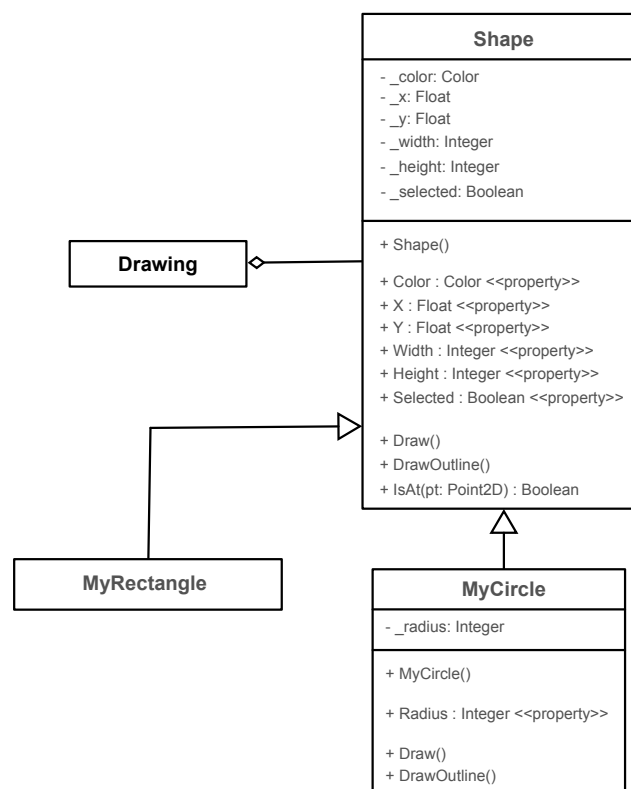 Shape
- _color: Color
- _x: Float
- _y: Float
- _width: Integer
- _height: Integer
- _selected: Boolean
+ Shape()
+ Color : Color <<property>>
+ X : Float <<property>>
+ Y : Float <<property>>
+ Width : Integer <<property>>
+ Height : Integer <<property>>
+ Selected : Boolean <<property>>
+ Draw()
+ DrawOutline()
+ IsAt(pt: Point2D) : Boolean
Drawing
MyRectangle
MyCircle
- _radius: Integer
+ MyCircle()
+ Radius : Integer <<property>>
+ Draw()
+ DrawOutline()